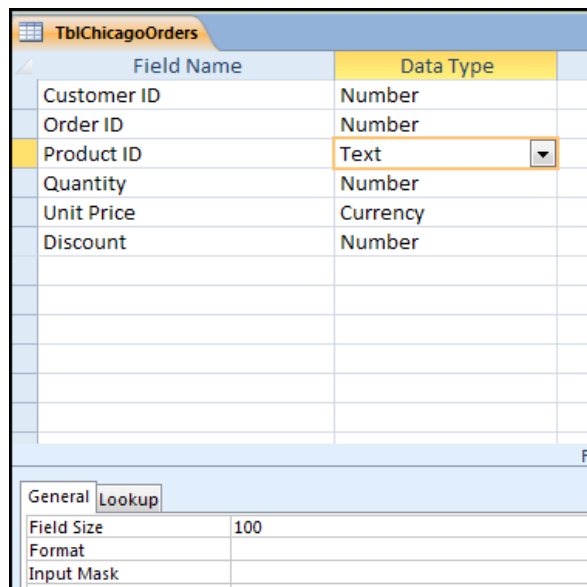 TblChicagoOrders
Field Name Data Type
Customer ID Number
Order ID Number
Product ID Text
Quantity Number
Unit Price Currency
Discount Number
F
General Lookup
Field Size 100
Format
Input Mask